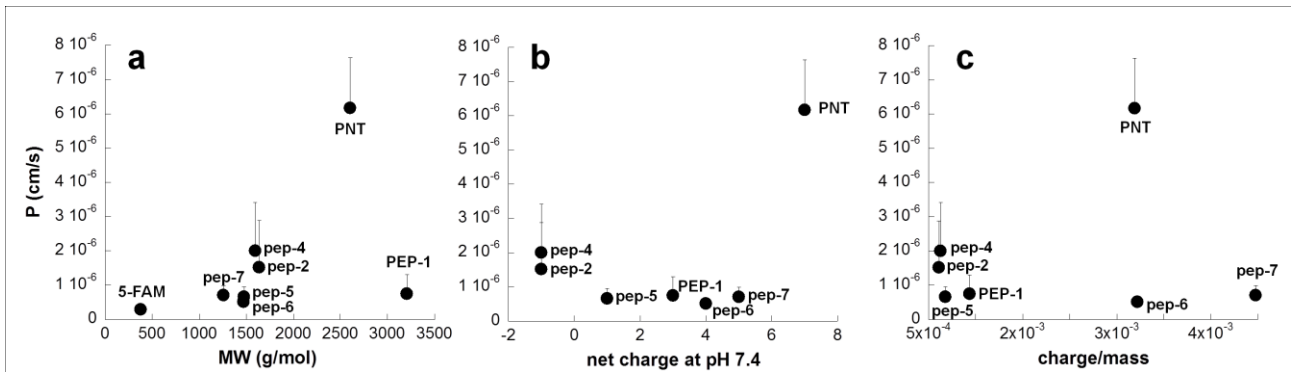 a
P (cm/s)
8 10⁻⁶
7 10⁻⁶
6 10⁻⁶
5 10⁻⁶
4 10⁻⁶
3 10⁻⁶
2 10⁻⁶
1 10⁻⁶
0
PNT
pep-4
pep-2
pep-7
pep-5
pep-6
PEP-1
5-FAM
0 500 1000 1500 2000 2500 3000 3500
MW (g/mol)
b
8 10⁻⁶
7 10⁻⁶
6 10⁻⁶
5 10⁻⁶
4 10⁻⁶
3 10⁻⁶
2 10⁻⁶
1 10⁻⁶
0
PNT
pep-4
pep-2
pep-5
PEP-1
pep-6
pep-7
-2 0 2 4 6 8
net charge at pH 7.4
c
8 10⁻⁶
7 10⁻⁶
6 10⁻⁶
5 10⁻⁶
4 10⁻⁶
3 10⁻⁶
2 10⁻⁶
1 10⁻⁶
0
PNT
pep-4
pep-2
PEP-1
pep-5
pep-6
pep-7
5x10⁻⁴ 2x10⁻³ 3x10⁻³ 4x10⁻³
charge/mass